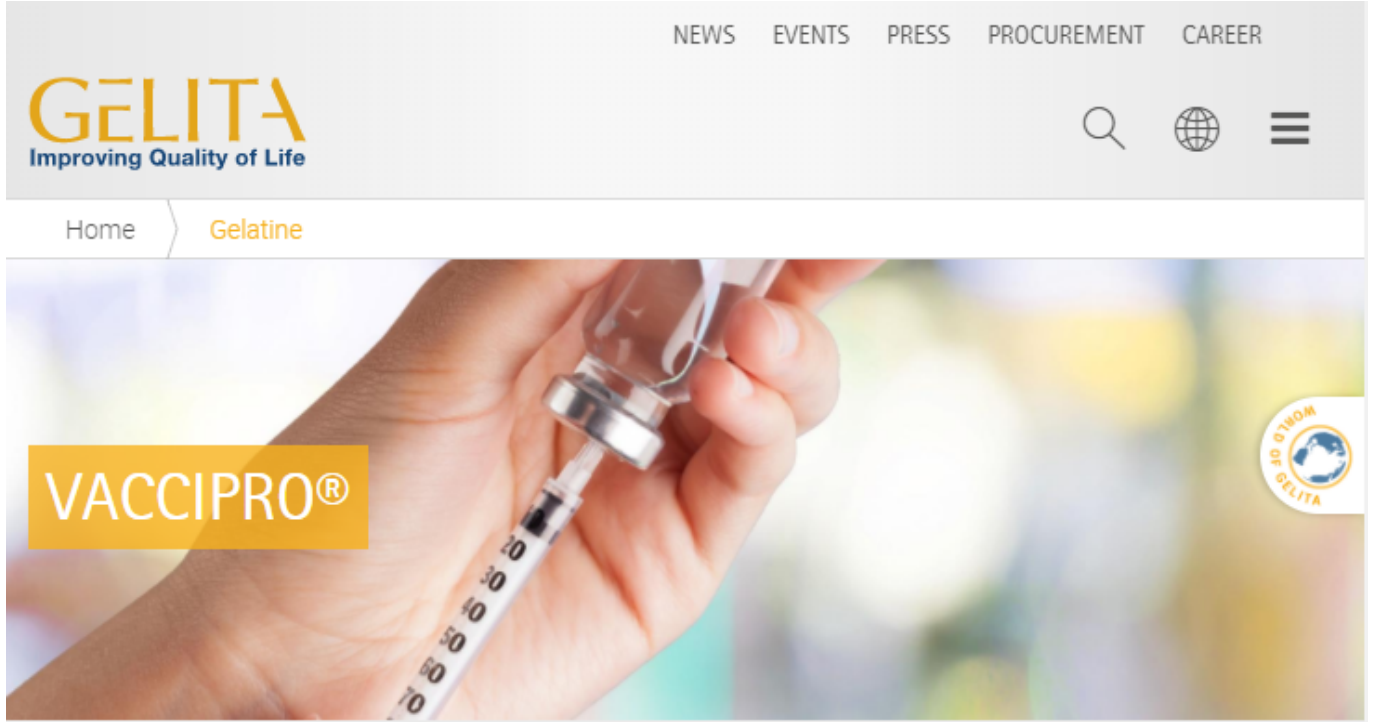 NEWS EVENTS PRESS PROCUREMENT CAREER
GELITA
Improving Quality of Life
Home Gelatine
VACCIPRO®
WORLD OF GELITA
20
30
40
50
60
70